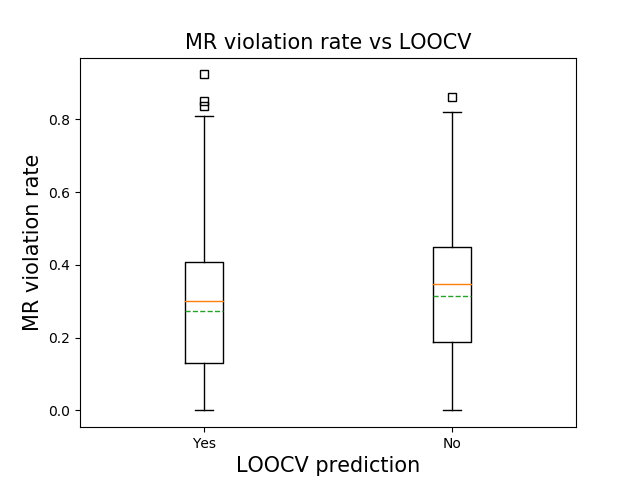 MR violation rate vs LOOCV
MR violation rate
0.8
0.6
0.4
0.2
0.0
Yes No
LOOCV prediction